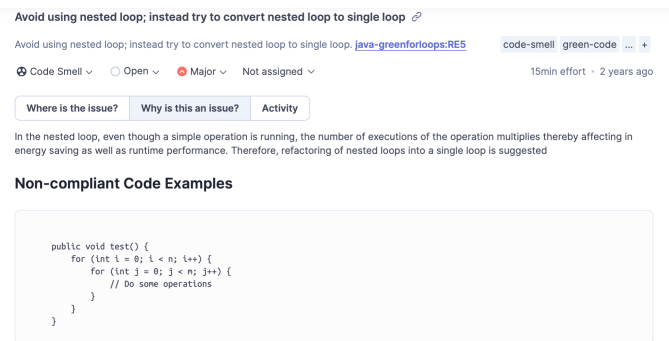 Avoid using nested loop; instead try to convert nested loop to single loop
Avoid using nested loop; instead try to convert nested loop to single loop. java-greenforloops:RE5 code-smell green-code ... +
Code Smell Open Major Not assigned 15min effort • 2 years ago
Where is the issue? Why is this an issue? Activity
In the nested loop, even though a simple operation is running, the number of executions of the operation multiplies thereby affecting in
energy saving as well as runtime performance. Therefore, refactoring of nested loops into a single loop is suggested
Non-compliant Code Examples
public void test() {
    for (int i = 0; i < n; i++) {
        for (int j = 0; j < m; j++) {
            // Do some operations
        }
    }
}